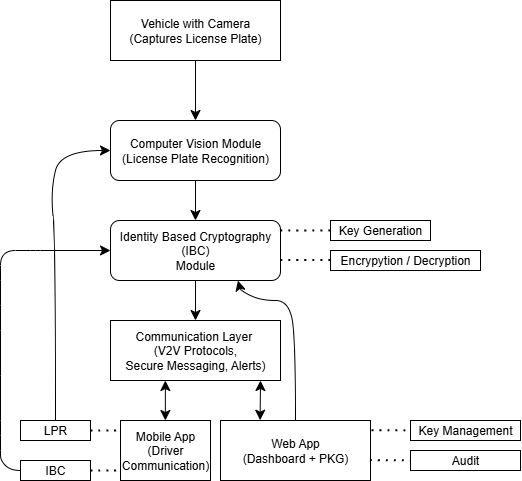 Vehicle with Camera
(Captures License Plate)
Computer Vision Module
(License Plate Recognition)
Identity Based Cryptography
(IBC)
Module
Key Generation
Encrypytion / Decryption
Communication Layer
(V2V Protocols,
Secure Messaging, Alerts)
LPR
IBC
Mobile App
(Driver
Communication)
Web App
(Dashboard + PKG)
Key Management
Audit